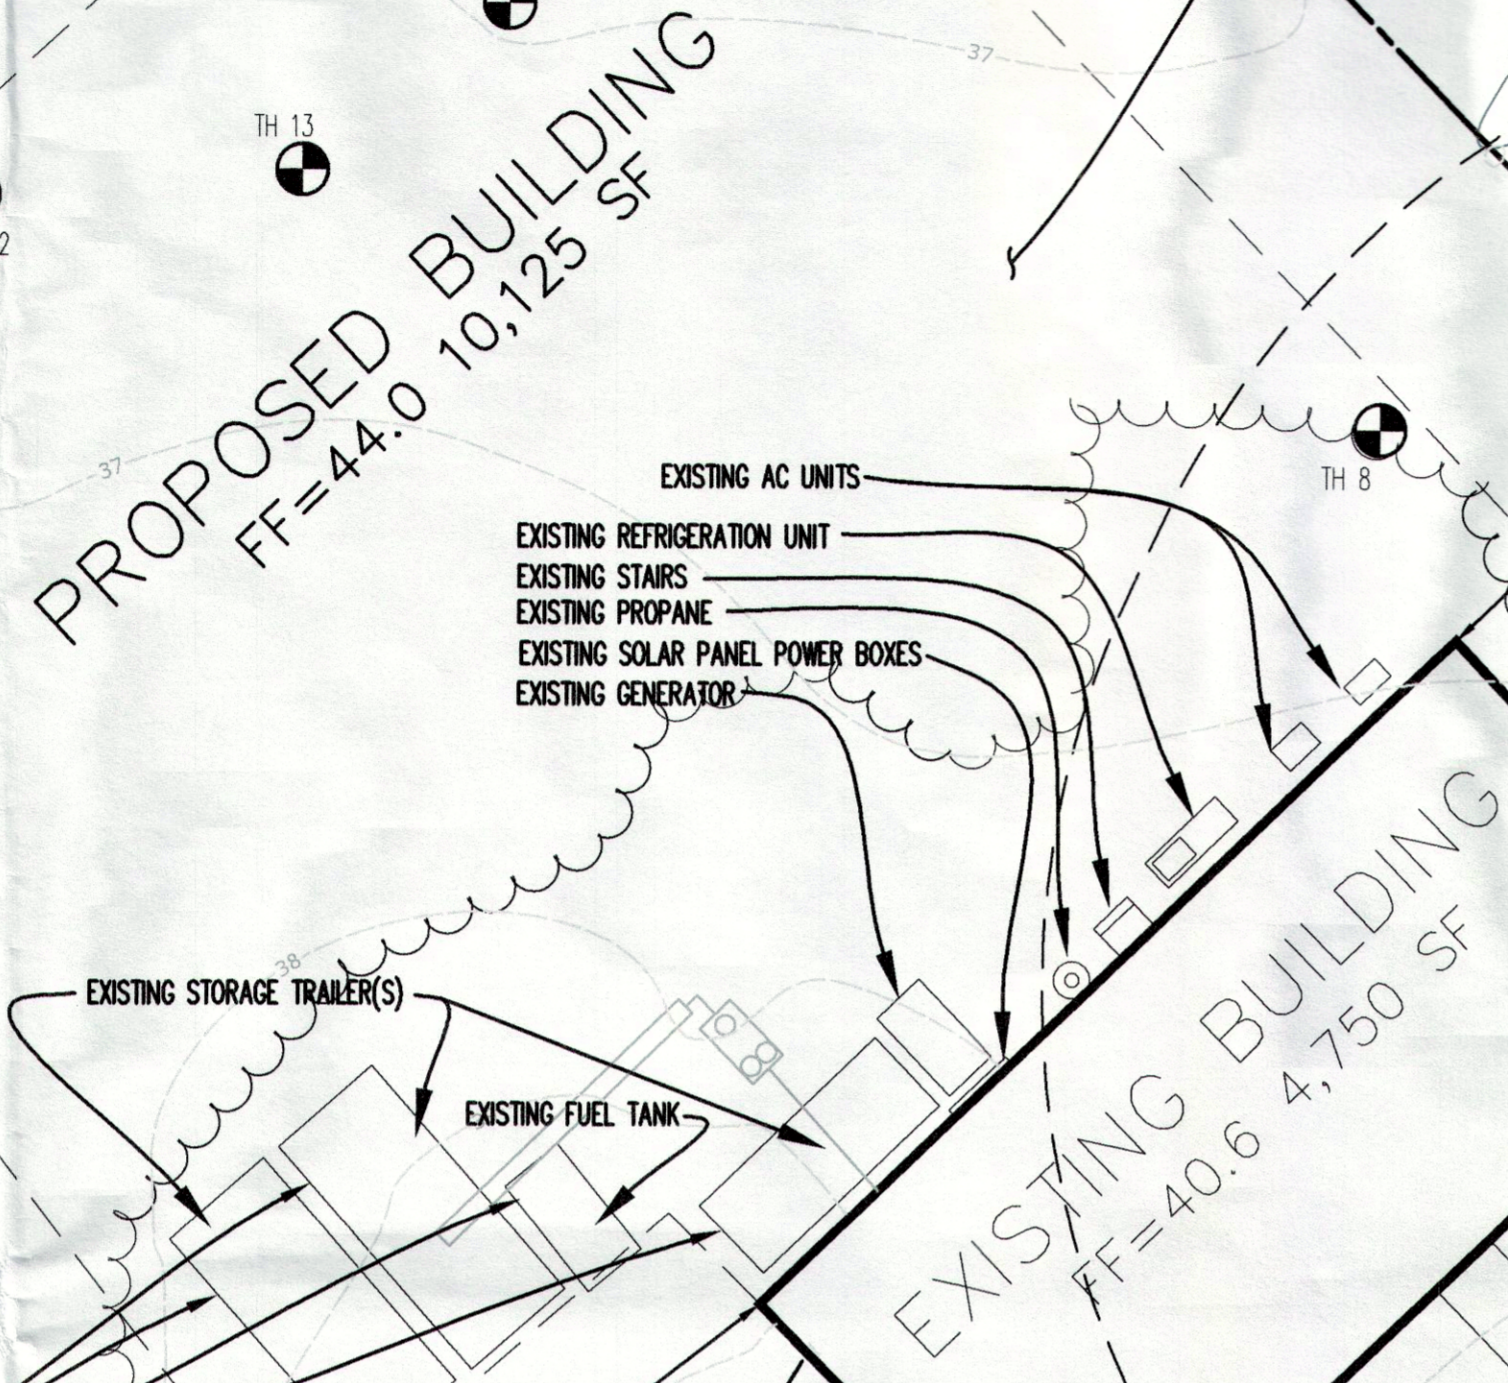 37
TH 13
PROPOSED BUILDING
FF=44.0 10,125 SF
2
37
EXISTING AC UNITS
TH 8
EXISTING REFRIGERATION UNIT
EXISTING STAIRS
EXISTING PROPANE
EXISTING SOLAR PANEL POWER BOXES
EXISTING GENERATOR
38
EXISTING STORAGE TRAILER(S)
EXISTING FUEL TANK
EXISTING BUILDING
FF=40.6 4,750 SF